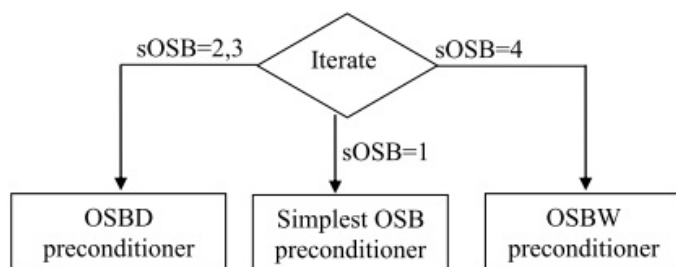 sOSB=2,3
Iterate
sOSB=4
sOSB=1
OSBD
preconditioner
Simplest OSB
preconditioner
OSBW
preconditioner